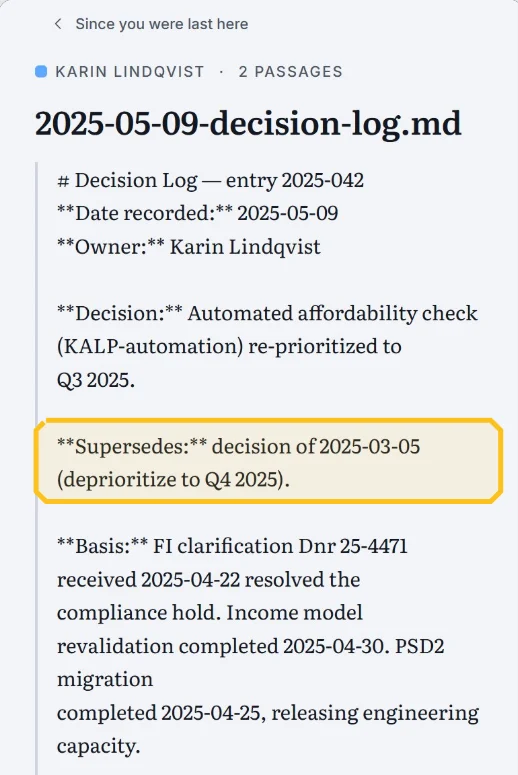 Since you were last here
KARIN LINDQVIST · 2 PASSAGES
2025-05-09-decision-log.md
# Decision Log — entry 2025-042
**Date recorded:** 2025-05-09
**Owner:** Karin Lindqvist
**Decision:** Automated affordability check
(KALP-automation) re-prioritized to
Q3 2025.
**Supersedes:** decision of 2025-03-05
(deprioritize to Q4 2025).
**Basis:** FI clarification Dnr 25-4471
received 2025-04-22 resolved the
compliance hold. Income model
revalidation completed 2025-04-30. PSD2
migration
completed 2025-04-25, releasing engineering
capacity.